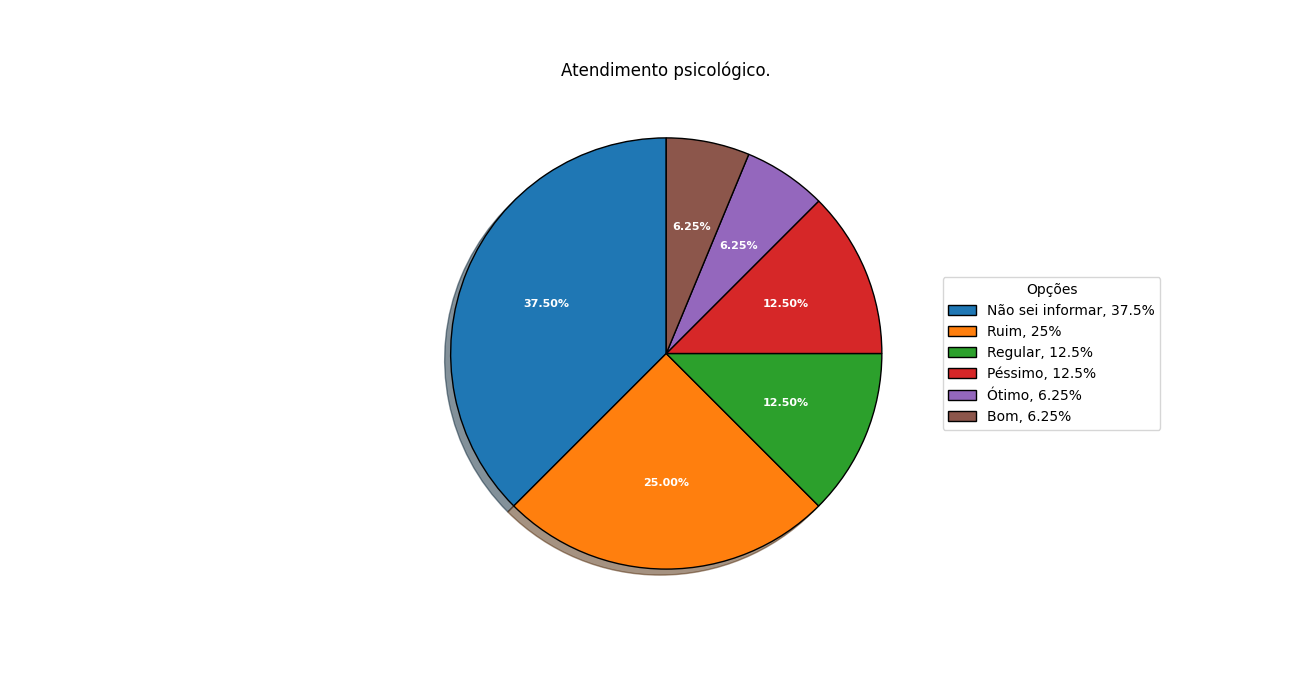 Atendimento psicológico.
6.25%
6.25%
37.50%
12.50%
12.50%
25.00%
Opções
Não sei informar, 37.5%
Ruim, 25%
Regular, 12.5%
Péssimo, 12.5%
Ótimo, 6.25%
Bom, 6.25%